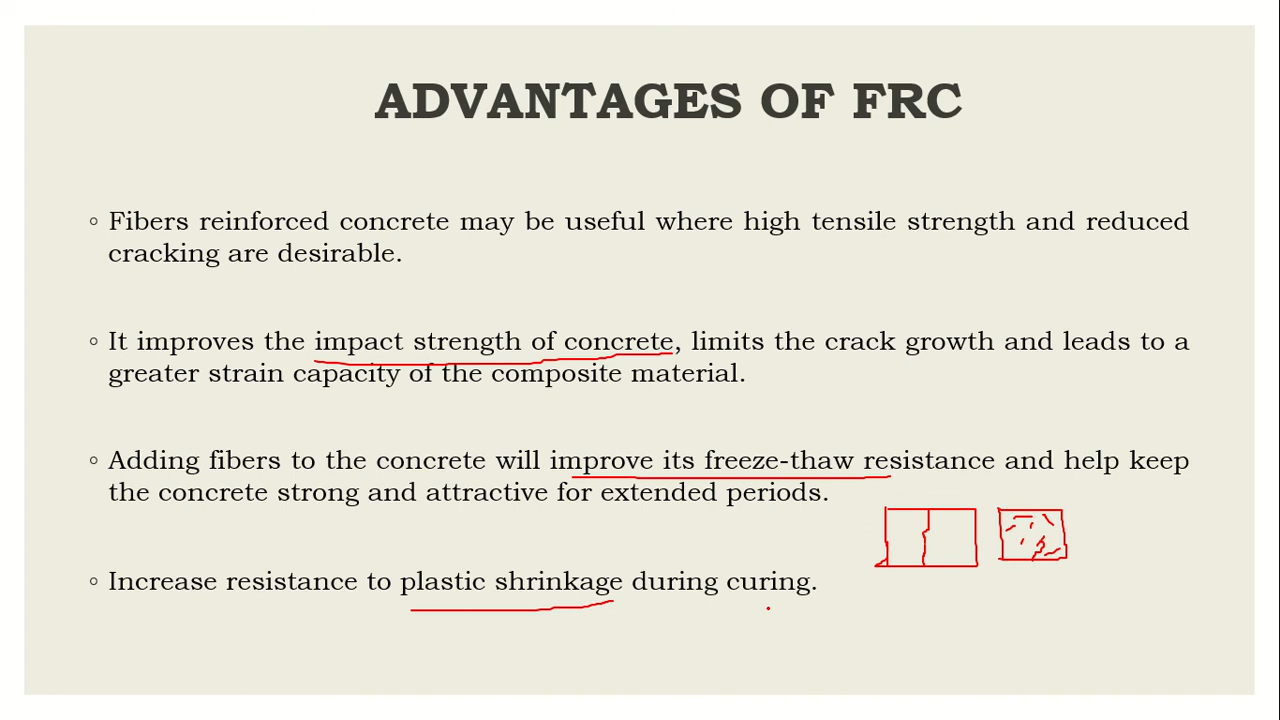 ADVANTAGES OF FRC
◦ Fibers reinforced concrete may be useful where high tensile strength and reduced
cracking are desirable.
◦ It improves the impact strength of concrete, limits the crack growth and leads to a
greater strain capacity of the composite material.
◦ Adding fibers to the concrete will improve its freeze-thaw resistance and help keep
the concrete strong and attractive for extended periods.
◦ Increase resistance to plastic shrinkage during curing.